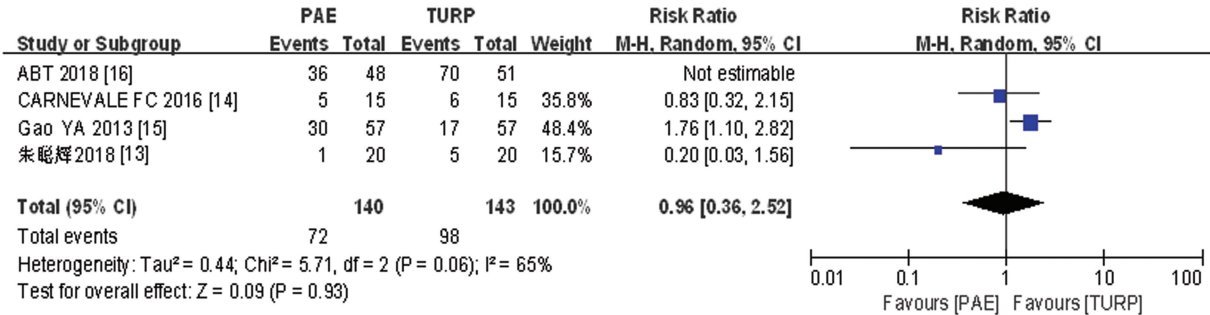 PAE TURP Risk Ratio Risk Ratio
Study or Subgroup Events Total Events Total Weight M-H, Random, 95% CI M-H, Random, 95% CI
ABT 2018 [16] 36 48 70 51 Not estimable
CARNEVALE FC 2016 [14] 5 15 6 15 35.8% 0.83 [0.32, 2.15]
Gao YA 2013 [15] 30 57 17 57 48.4% 1.76 [1.10, 2.82]
朱聪辉2018 [13] 1 20 5 20 15.7% 0.20 [0.03, 1.56]
Total (95% CI) 140 143 100.0% 0.96 [0.36, 2.52]
Total events 72 98
Heterogeneity: Tau² = 0.44; Chi² = 5.71, df = 2 (P = 0.06); I² = 65%
Test for overall effect: Z = 0.09 (P = 0.93)
0.01 0.1 1 10 100
Favours [PAE] Favours [TURP]